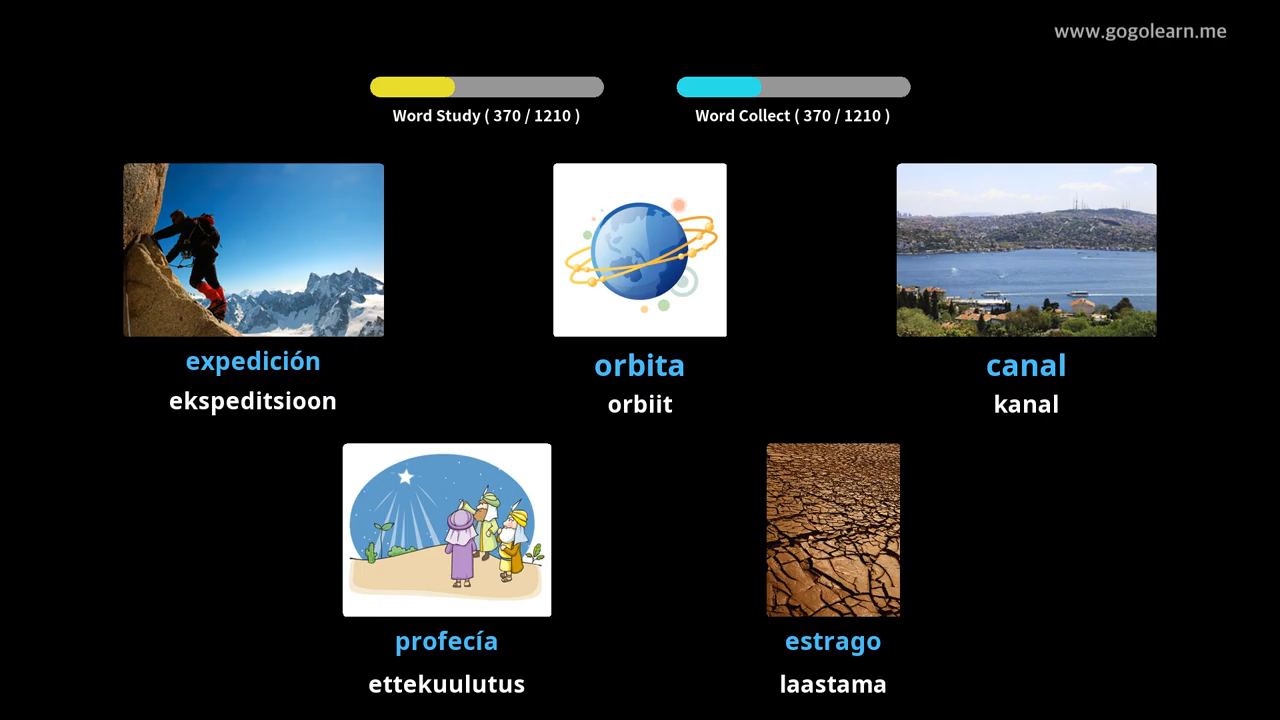 www.gogolearn.me
Word Study ( 370 / 1210 )
Word Collect ( 370 / 1210 )
expedición
ekspeditsioon
orbita
orbiit
canal
kanal
profecía
ettekuulutus
estrago
laastama